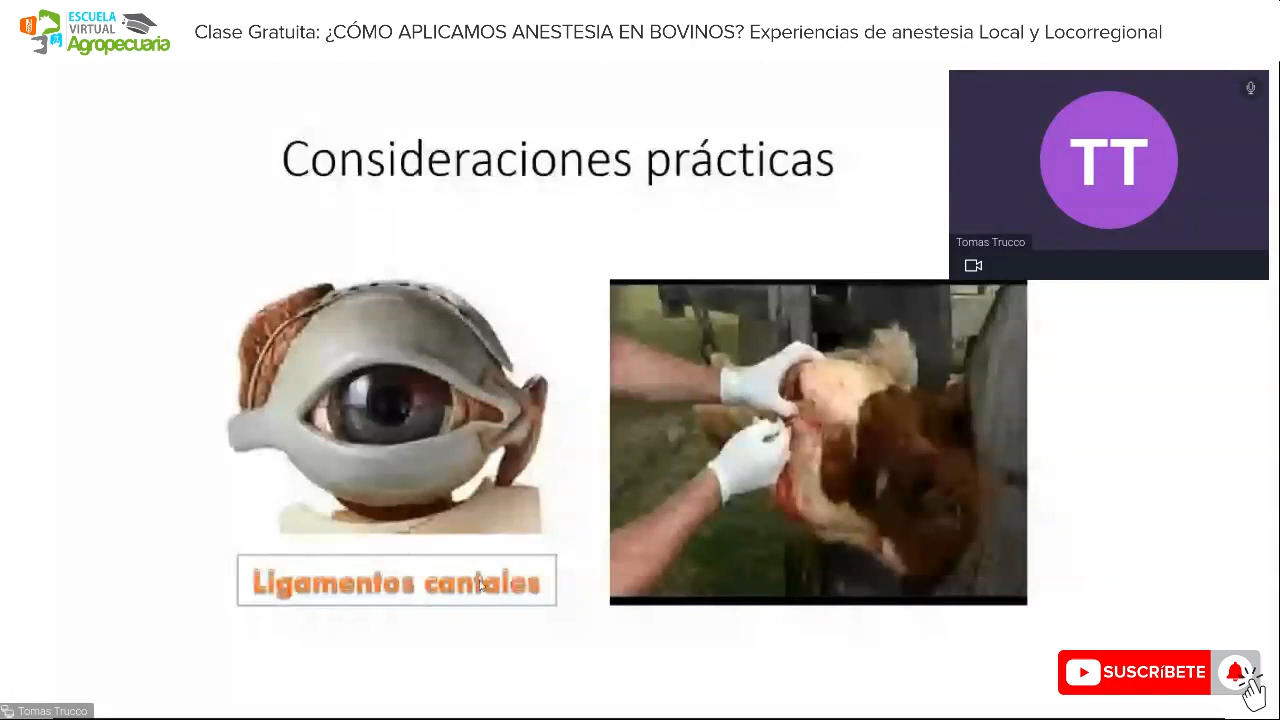 ESCUELA
VIRTUAL
Agropecuaria
Clase Gratuita: ¿CÓMO APLICAMOS ANESTESIA EN BOVINOS? Experiencias de anestesia Local y Locorregional
Consideraciones prácticas
TT
Tomas Trucco
Ligamentos cantales
SUSCRíBETE
Tomas Trucco